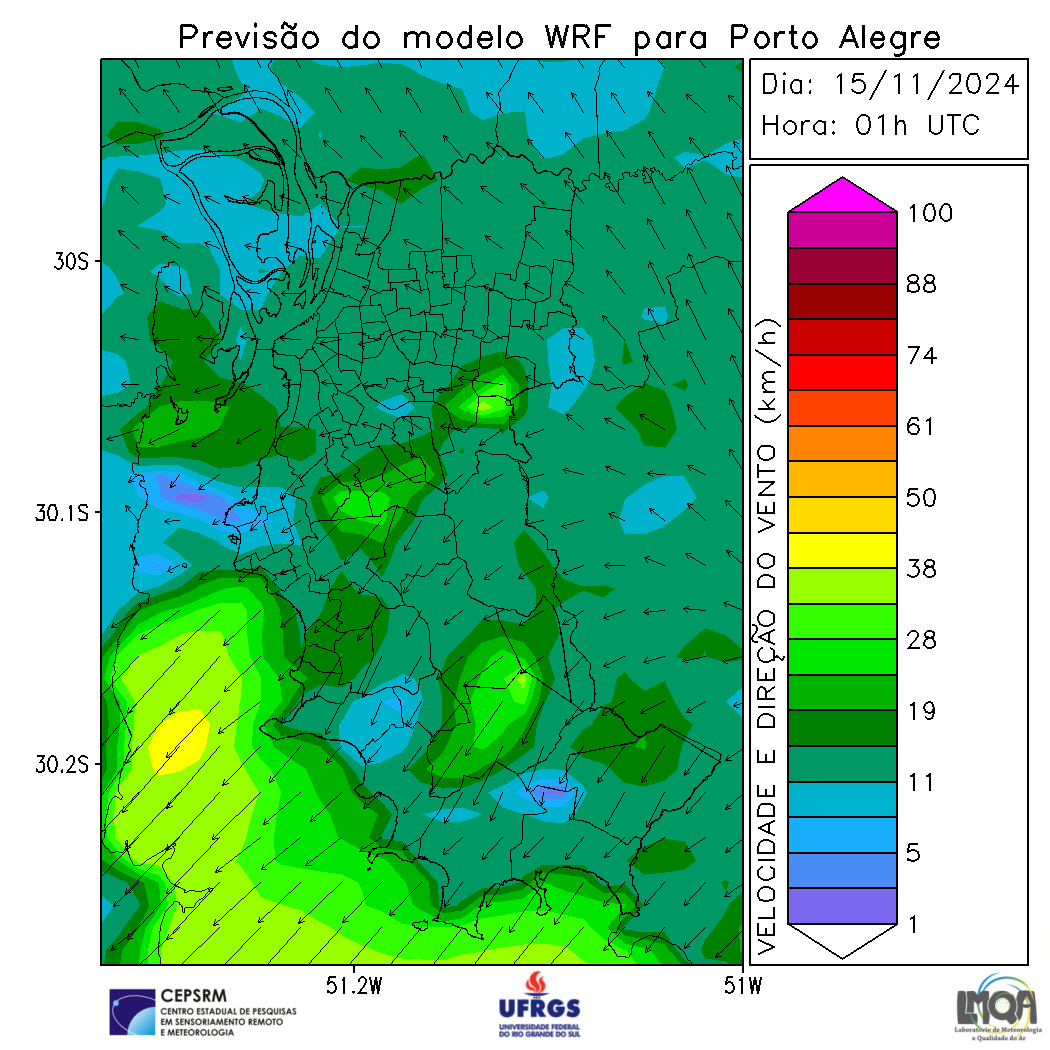 Previsão do modelo WRF para Porto Alegre
Dia: 15/11/2024
Hora: 01h UTC
30S
30.1S
30.2S
51.2W
51W
VELOCIDADE E DIREÇÃO DO VENTO (km/h)
100
88
74
61
50
38
28
19
11
5
1
CEPSRM
CENTRO ESTADUAL DE PESQUISAS
EM SENSORIAMENTO REMOTO
E METEOROLOGIA
UFRGS
UNIVERSIDADE FEDERAL
DO RIO GRANDE DO SUL
LMQA
Laboratório de Meteorologia
e Qualidade do Ar